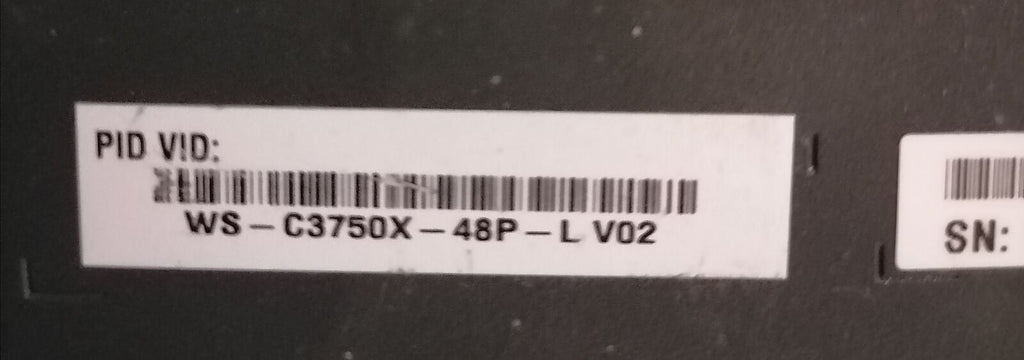 PID VID:
WS-C3750X-48P-L V02
SN: